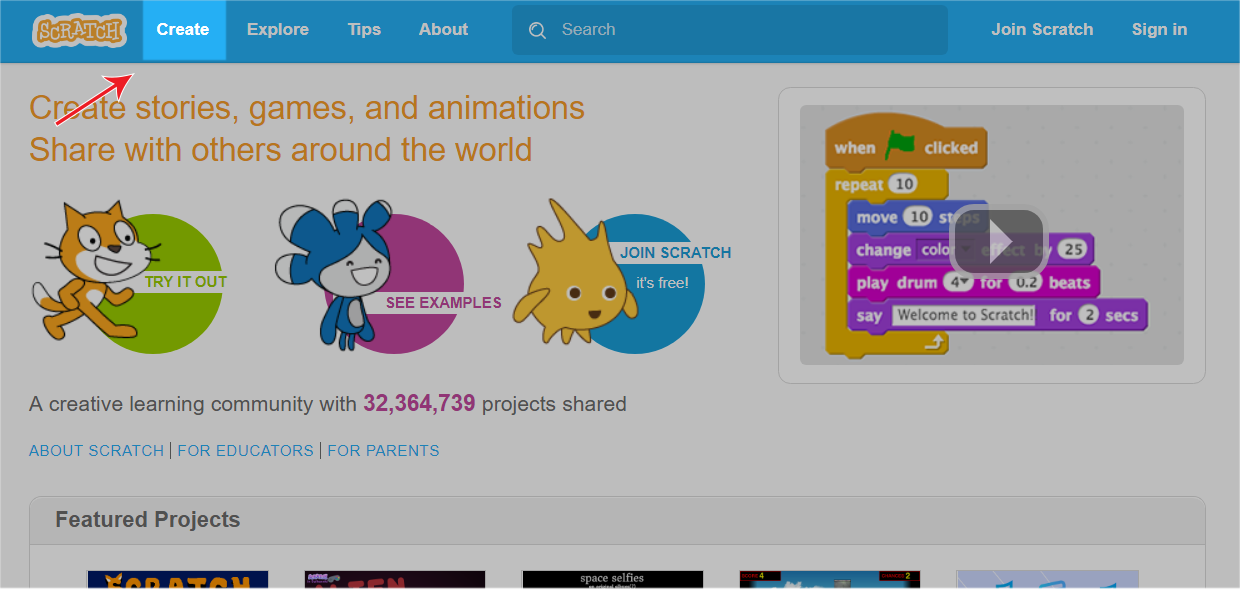 SCRATCH Create Explore Tips About Search Join Scratch Sign in
Create stories, games, and animations
Share with others around the world
TRY IT OUT
SEE EXAMPLES
JOIN SCRATCH
it's free!
when clicked
repeat 10
move 10 steps
change color effect by 25
play drum 4 for 0.2 beats
say Welcome to Scratch! for 2 secs
A creative learning community with 32,364,739 projects shared
ABOUT SCRATCH | FOR EDUCATORS | FOR PARENTS
Featured Projects
SCRATCH
space selfies